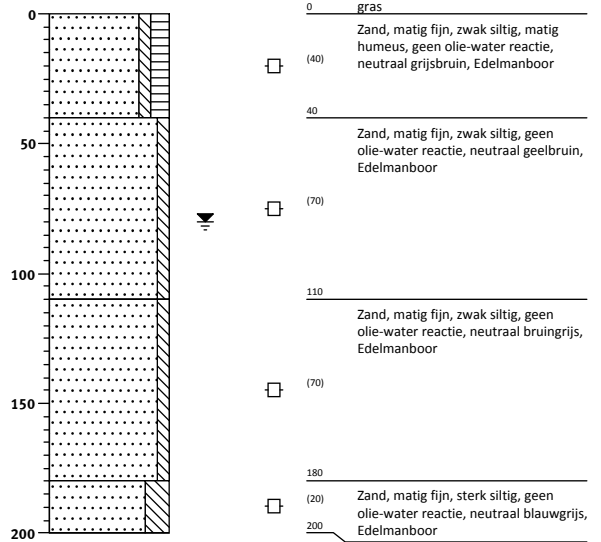 0
50
100
150
200
0 gras
Zand, matig fijn, zwak siltig, matig
humeus, geen olie-water reactie,
neutraal grijsbruin, Edelmanboor
(40)
40
Zand, matig fijn, zwak siltig, geen
olie-water reactie, neutraal geelbruin,
Edelmanboor
(70)
110
Zand, matig fijn, zwak siltig, geen
olie-water reactie, neutraal bruingrijs,
Edelmanboor
(70)
180
(20)
Zand, matig fijn, sterk siltig, geen
olie-water reactie, neutraal blauwgrijs,
Edelmanboor
200